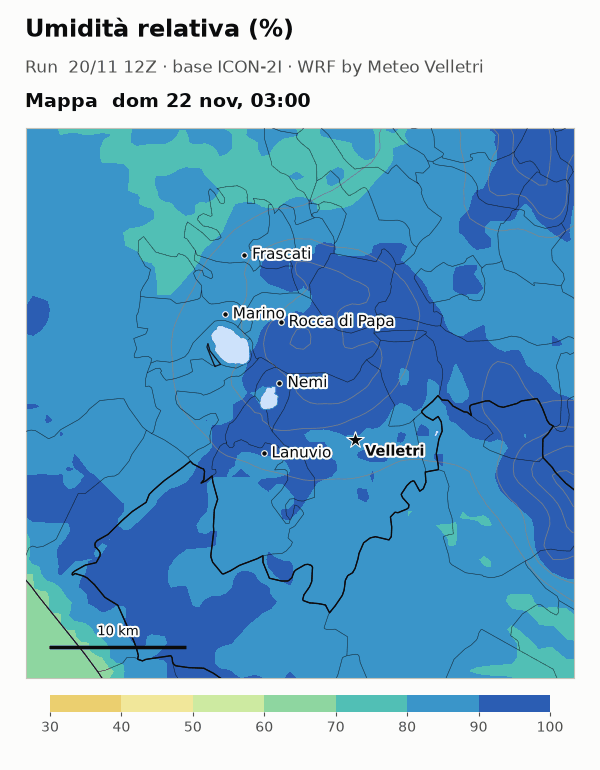 Umidità relativa (%)
Run  20/11 12Z · base ICON-2I · WRF by Meteo Velletri
Mappa  dom 22 nov, 03:00
Frascati
Marino
Rocca di Papa
Nemi
Velletri
Lanuvio
10 km
30 40 50 60 70 80 90 100